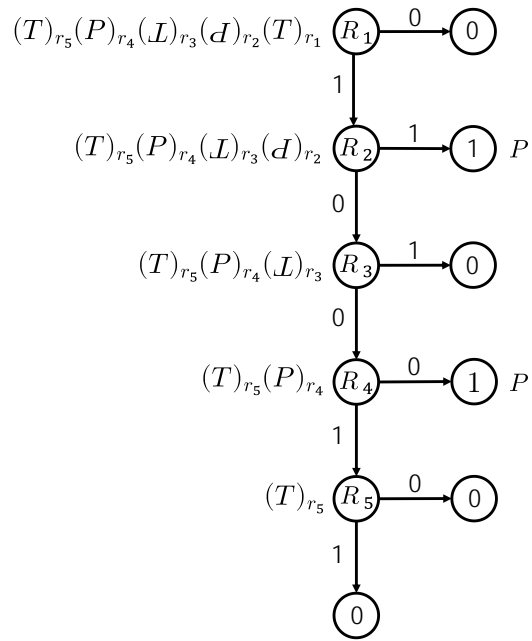 (T)r₅(P)r₄(⊥)r₃(d)r₂(T)r₁ R₁ 0 0
1
(T)r₅(P)r₄(⊥)r₃(d)r₂ R₂ 1 1 P
0
(T)r₅(P)r₄(⊥)r₃ R₃ 1 0
0
(T)r₅(P)r₄ R₄ 0 1 P
1
(T)r₅ R₅ 0 0
1
0